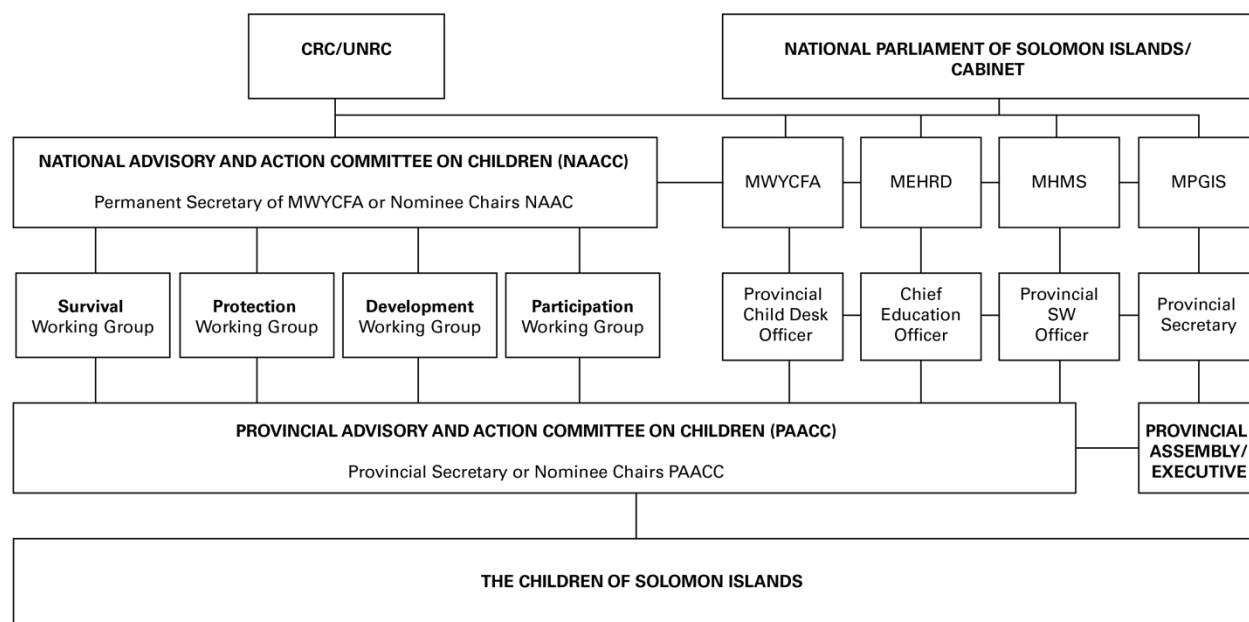 CRC/UNRC
NATIONAL PARLIAMENT OF SOLOMON ISLANDS/
CABINET
NATIONAL ADVISORY AND ACTION COMMITTEE ON CHILDREN (NAACC)
Permanent Secretary of MWYCFA or Nominee Chairs NAAC
MWYCFA
MEHRD
MHMS
MPGIS
Survival
Working Group
Protection
Working Group
Development
Working Group
Participation
Working Group
Provincial
Child Desk
Officer
Chief
Education
Officer
Provincial
SW
Officer
Provincial
Secretary
PROVINCIAL ADVISORY AND ACTION COMMITTEE ON CHILDREN (PAACC)
Provincial Secretary or Nominee Chairs PAACC
PROVINCIAL
ASSEMBLY/
EXECUTIVE
THE CHILDREN OF SOLOMON ISLANDS